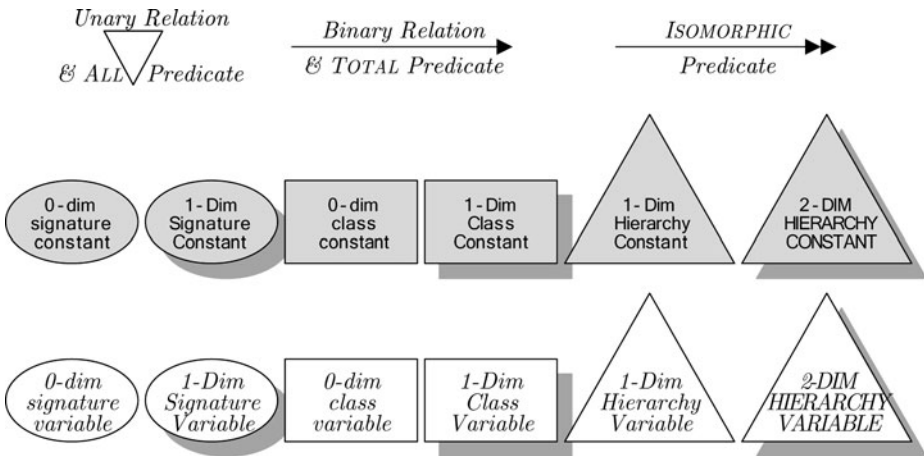 Unary Relation
& ALL Predicate
Binary Relation
& TOTAL Predicate
ISOMORPHIC
Predicate
0-dim
signature
constant
1-Dim
Signature
Constant
0-dim
class
constant
1-Dim
Class
Constant
1-Dim
Hierarchy
Constant
2-DIM
HIERARCHY
CONSTANT
0-dim
signature
variable
1-Dim
Signature
Variable
0-dim
class
variable
1-Dim
Class
Variable
1-Dim
Hierarchy
Variable
2-DIM
HIERARCHY
VARIABLE